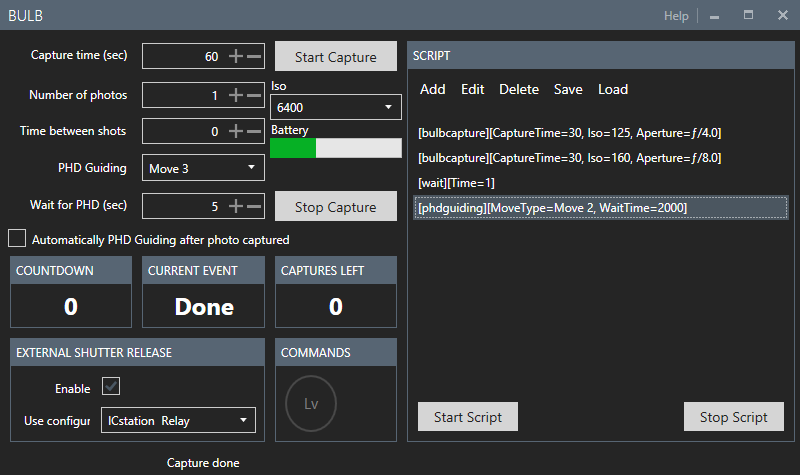 BULB
Help
Capture time (sec) 60 Start Capture
Number of photos 1
Iso
6400
Time between shots 0
Battery
PHD Guiding Move 3
Wait for PHD (sec) 5 Stop Capture
Automatically PHD Guiding after photo captured
COUNTDOWN
0
CURRENT EVENT
Done
CAPTURES LEFT
0
EXTERNAL SHUTTER RELEASE
Enable
Use configur ICstation Relay
COMMANDS
Lv
Capture done
SCRIPT
Add Edit Delete Save Load
[bulbcapture][CaptureTime=30, Iso=125, Aperture=ƒ/4.0]
[bulbcapture][CaptureTime=30, Iso=160, Aperture=ƒ/8.0]
[wait][Time=1]
[phdguiding][MoveType=Move 2, WaitTime=2000]
Start Script Stop Script